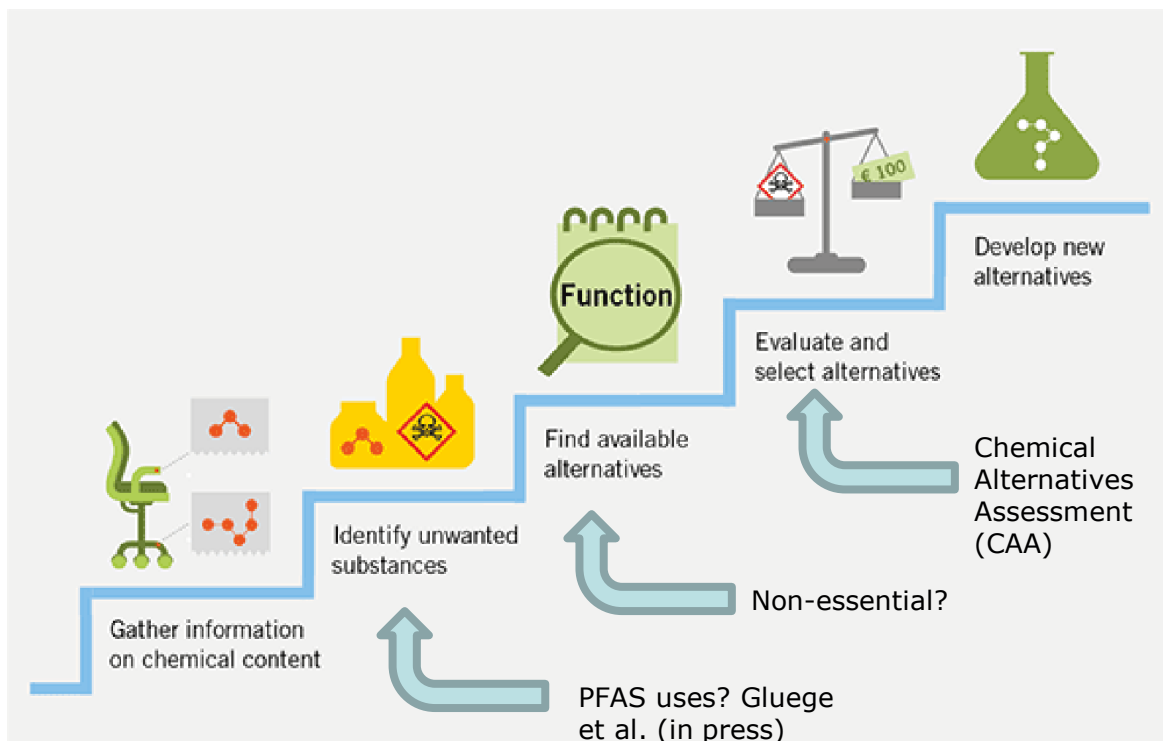 Gather information
on chemical content
Identify unwanted
substances
Function
Find available
alternatives
€ 100
Evaluate and
select alternatives
Develop new
alternatives
Chemical
Alternatives
Assessment
(CAA)
Non-essential?
PFAS uses? Gluege
et al. (in press)